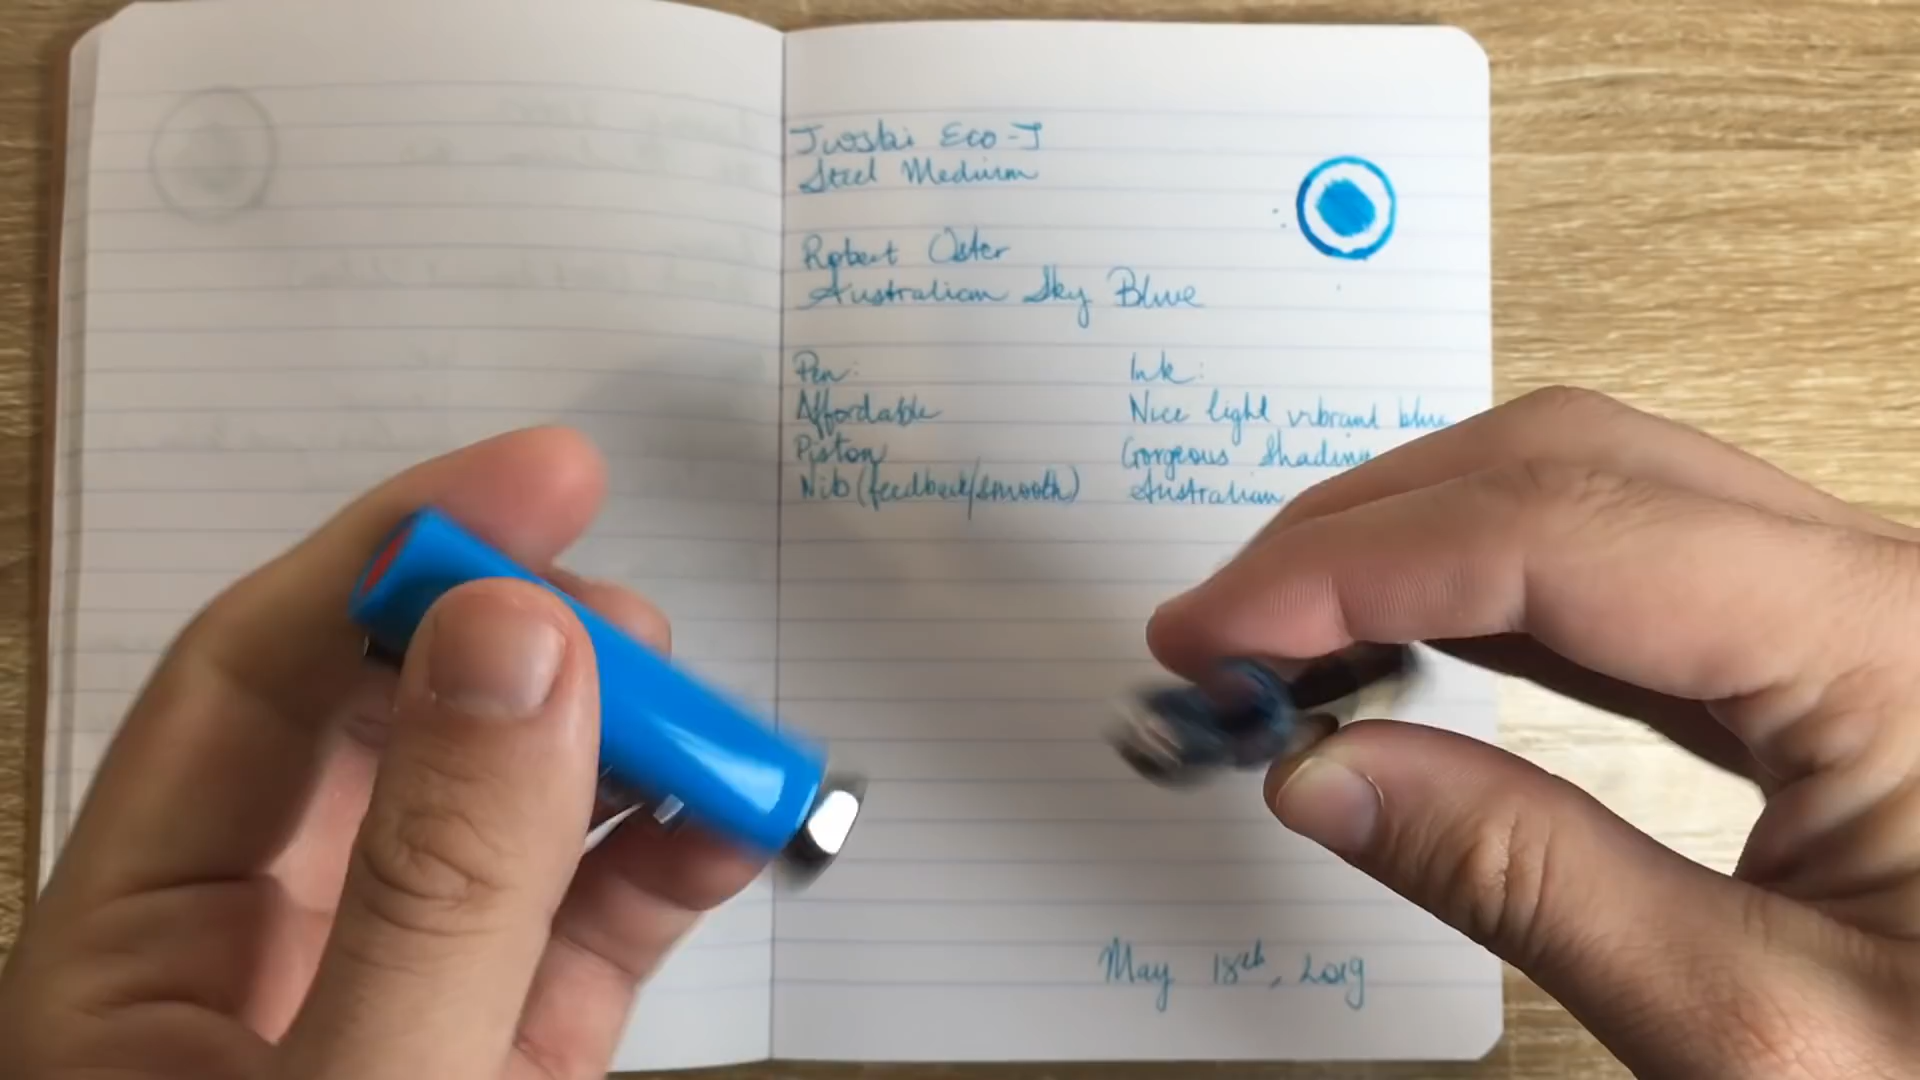 Twsbi Eco-T
Steel Medium
Robert Oster
Australian Sky Blue
Pen:
Affordable
Piston
Nib (feedback/smooth)
Ink:
Nice light vibrant blue
Gorgeous Shading
Australian
May 18th, 2019